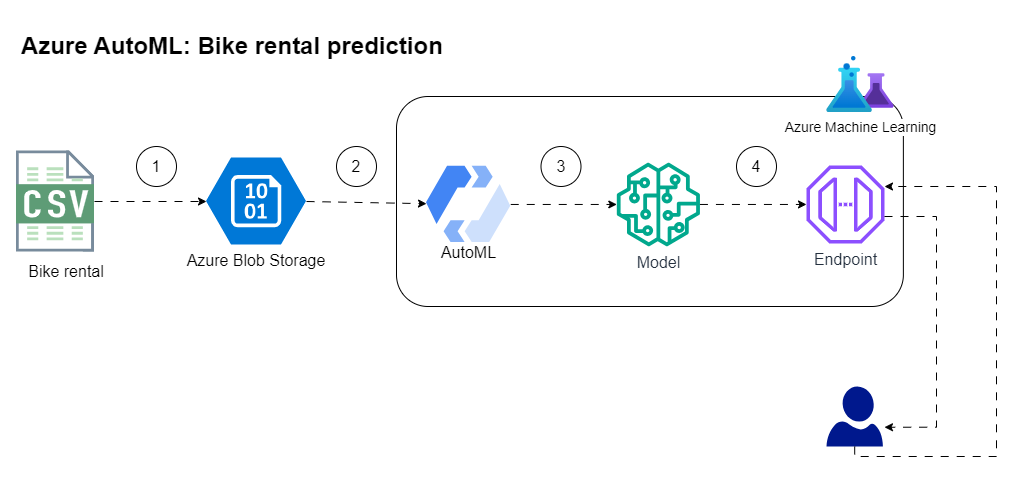 Azure AutoML: Bike rental prediction
Azure Machine Learning
1
2
3
4
CSV
10
01
Bike rental
Azure Blob Storage
AutoML
Model
Endpoint